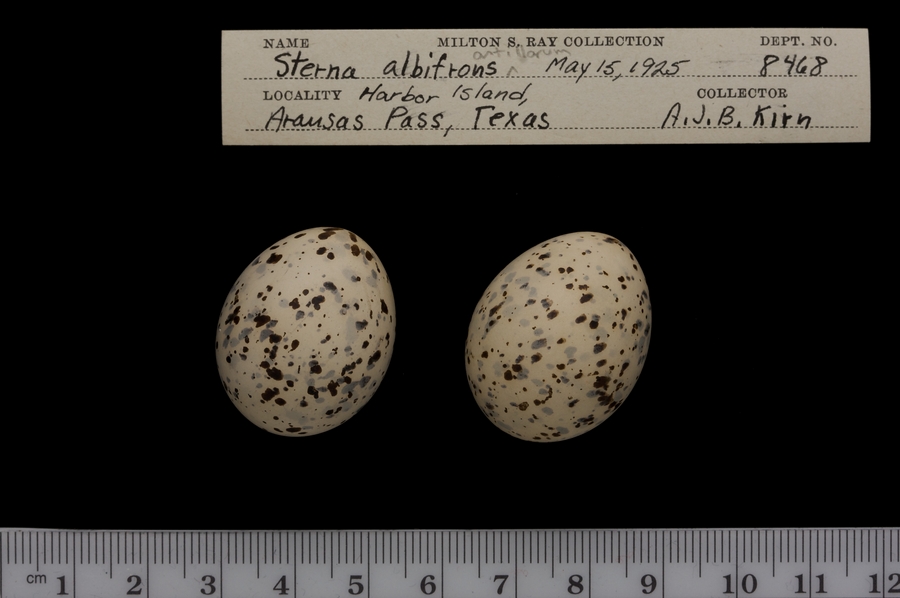 NAME MILTON S. RAY COLLECTION DEPT. NO.
antillarum
Sterna albifrons ^ May 15, 1925 8468
LOCALITY Harbor Island, COLLECTOR
Aransas Pass, Texas A.J.B. Kirn
cm 1 2 3 4 5 6 7 8 9 10 11 12